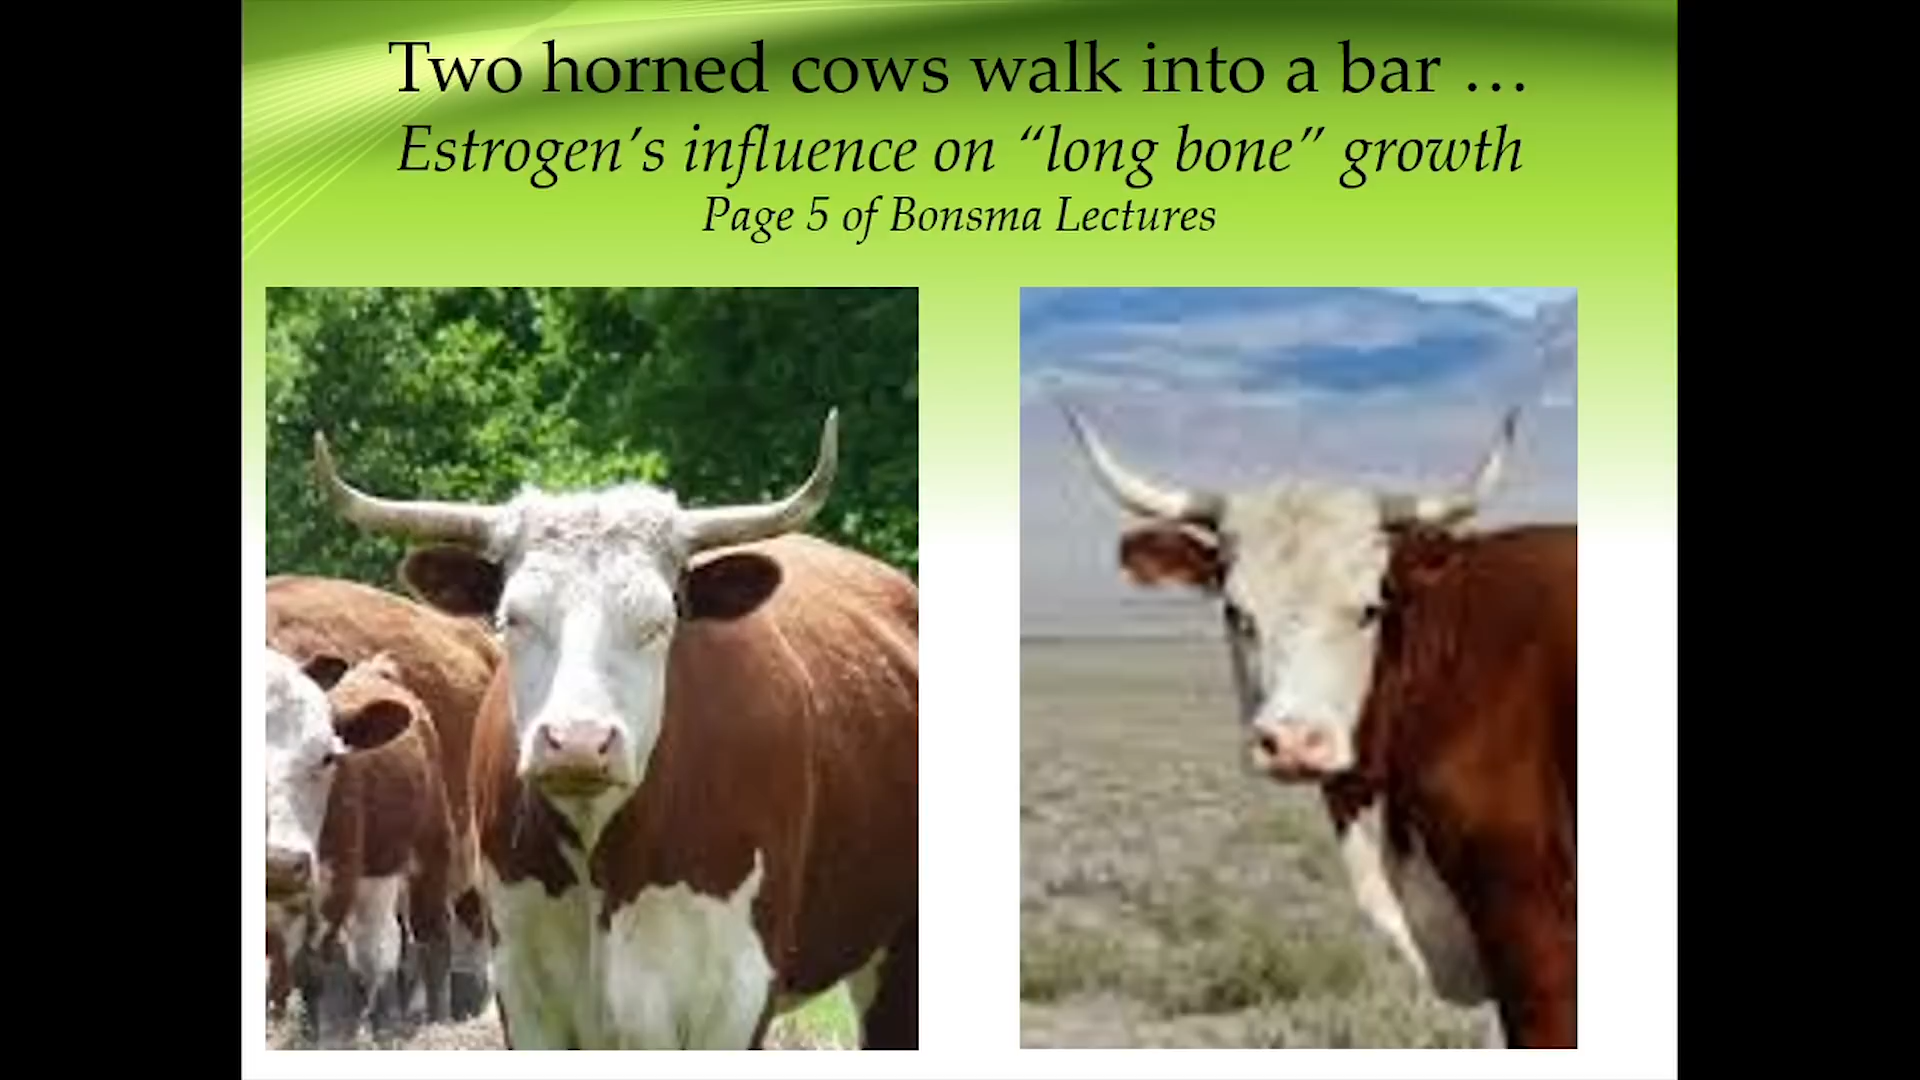 Two horned cows walk into a bar …
Estrogen’s influence on “long bone” growth
Page 5 of Bonsma Lectures